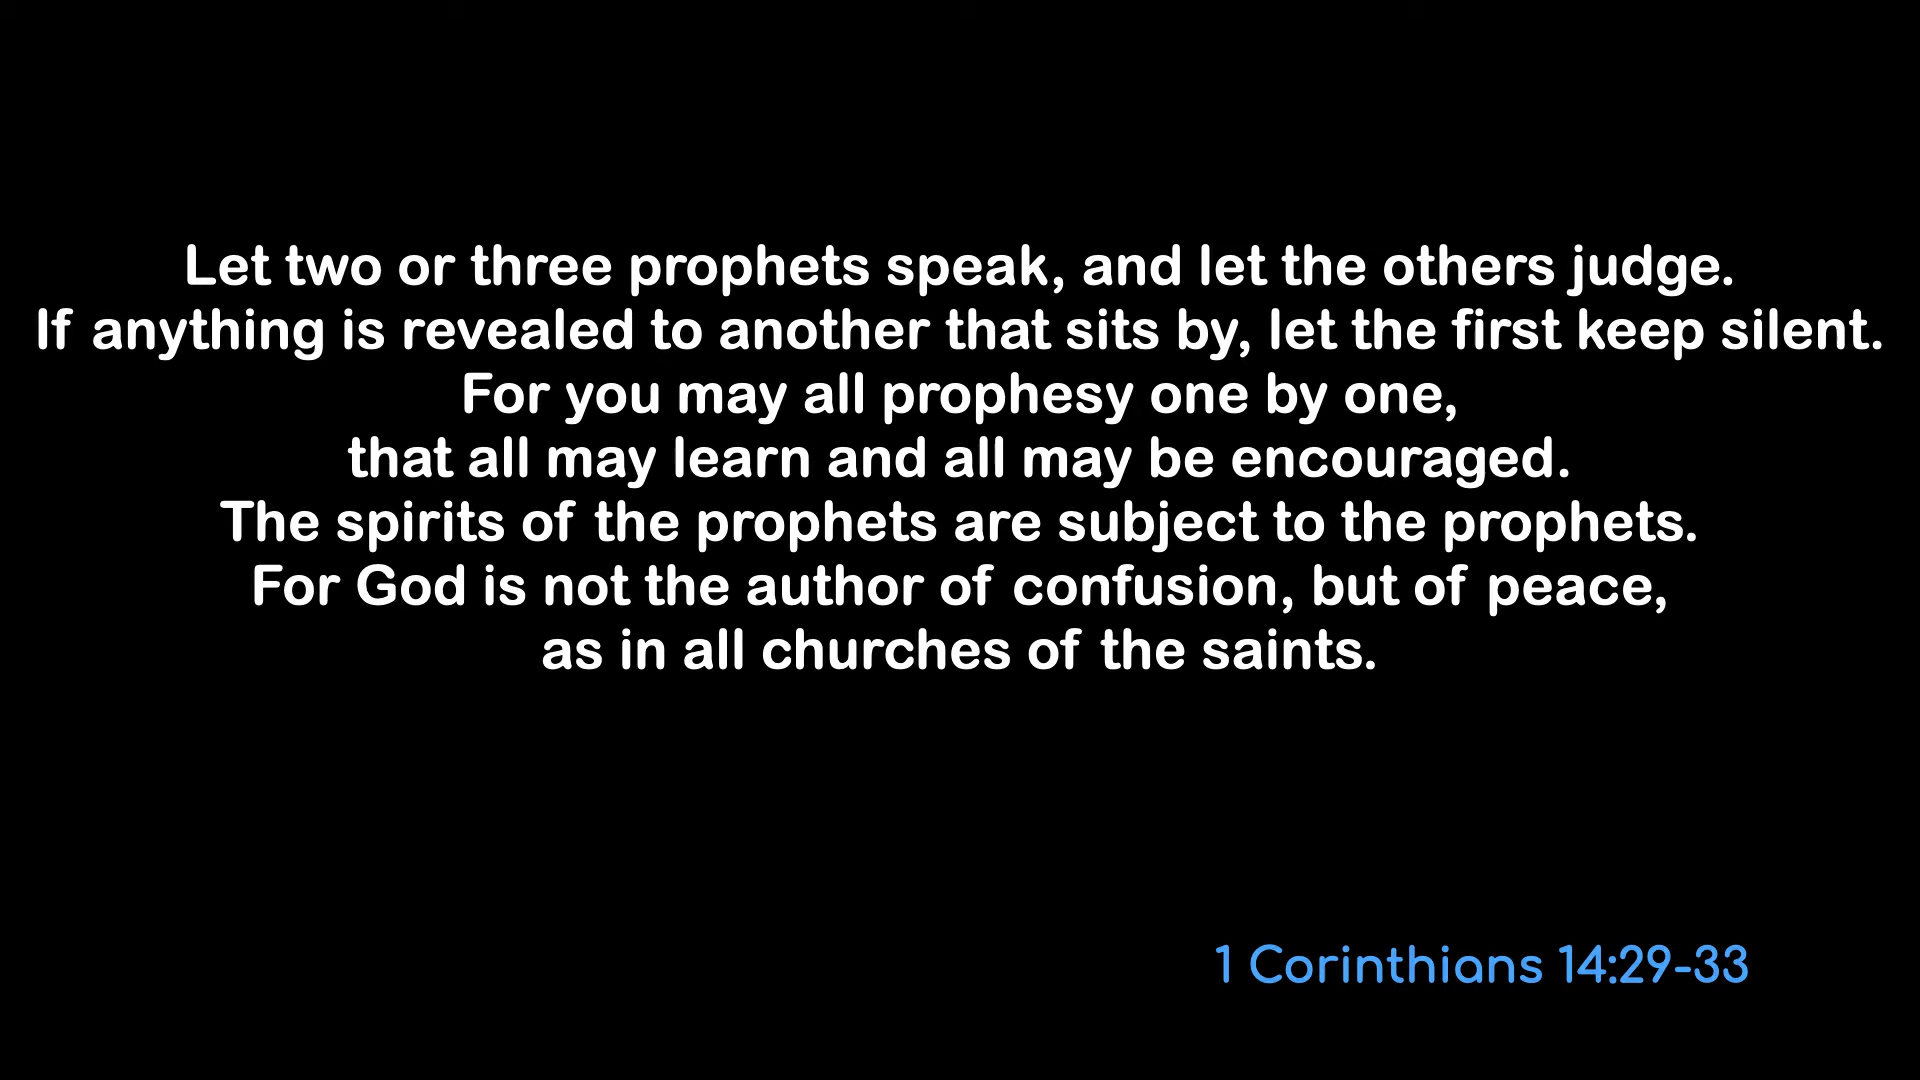 Let two or three prophets speak, and let the others judge.
If anything is revealed to another that sits by, let the first keep silent.
For you may all prophesy one by one,
that all may learn and all may be encouraged.
The spirits of the prophets are subject to the prophets.
For God is not the author of confusion, but of peace,
as in all churches of the saints.
1 Corinthians 14:29-33